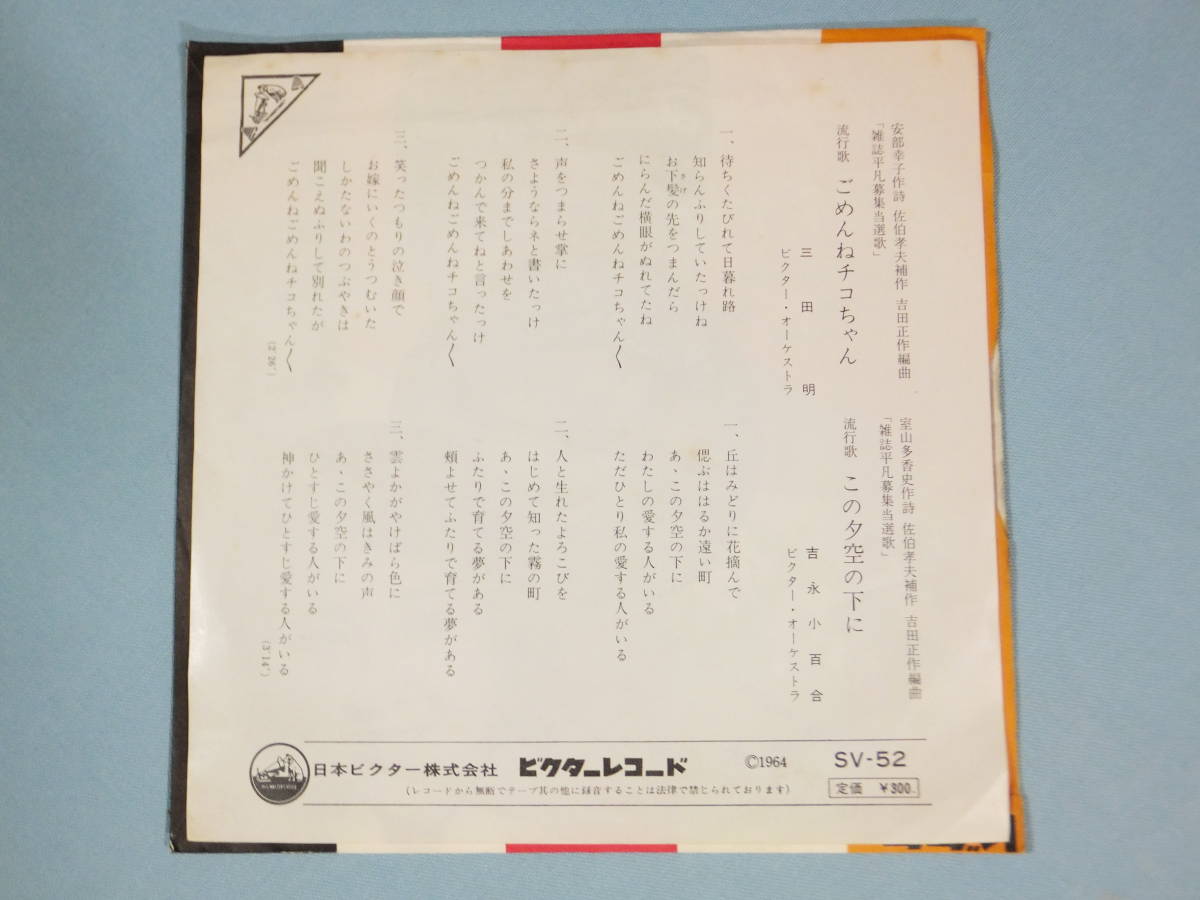 安部幸子作詩 佐伯孝夫補作 吉田正作編曲
「雑誌平凡募集当選歌」
流行歌 ごめんねチコちゃん
三田明
ビクター・オーケストラ
一、待ちくたびれて日暮れ路
知らんふりしていたっけね
お下髪の先をつまんだら
さげ
にらんだ横眼がぬれてたね
ごめんねごめんねチコちゃん〱
二、声をつまらせ掌に
さようならネと書いたっけ
私の分までしあわせを
つかんで来てねと言ったっけ
ごめんねごめんねチコちゃん〱
三、笑ったつもりの泣き顔で
お嫁にいくのとうつむいた
しかたないわのつぶやきは
聞こえぬふりして別れたが
ごめんねごめんねチコちゃん〱
(2'26")
室山多香史作詩 佐伯孝夫補作 吉田正作編曲
「雑誌平凡募集当選歌」
流行歌 この夕空の下に
吉永小百合
ビクター・オーケストラ
一、丘はみどりに花摘んで
偲ぶははるか遠い町
あゝこの夕空の下に
わたしの愛する人がいる
ただひとり私の愛する人がいる
二、人と生れたよろこびを
はじめて知った霧の町
あゝこの夕空の下に
ふたりで育てる夢がある
頬よせてふたりで育てる夢がある
三、雲よかがやけばら色に
ささやく風はきみの声
あゝこの夕空の下に
ひとすじ愛する人がいる
神かけてひとすじ愛する人がいる
(3'14")
日本ビクター株式会社 ビクターレコード ©1964 SV-52
(レコードから無断でテープ其の他に録音することは法律で禁じられております)
定価 ¥300